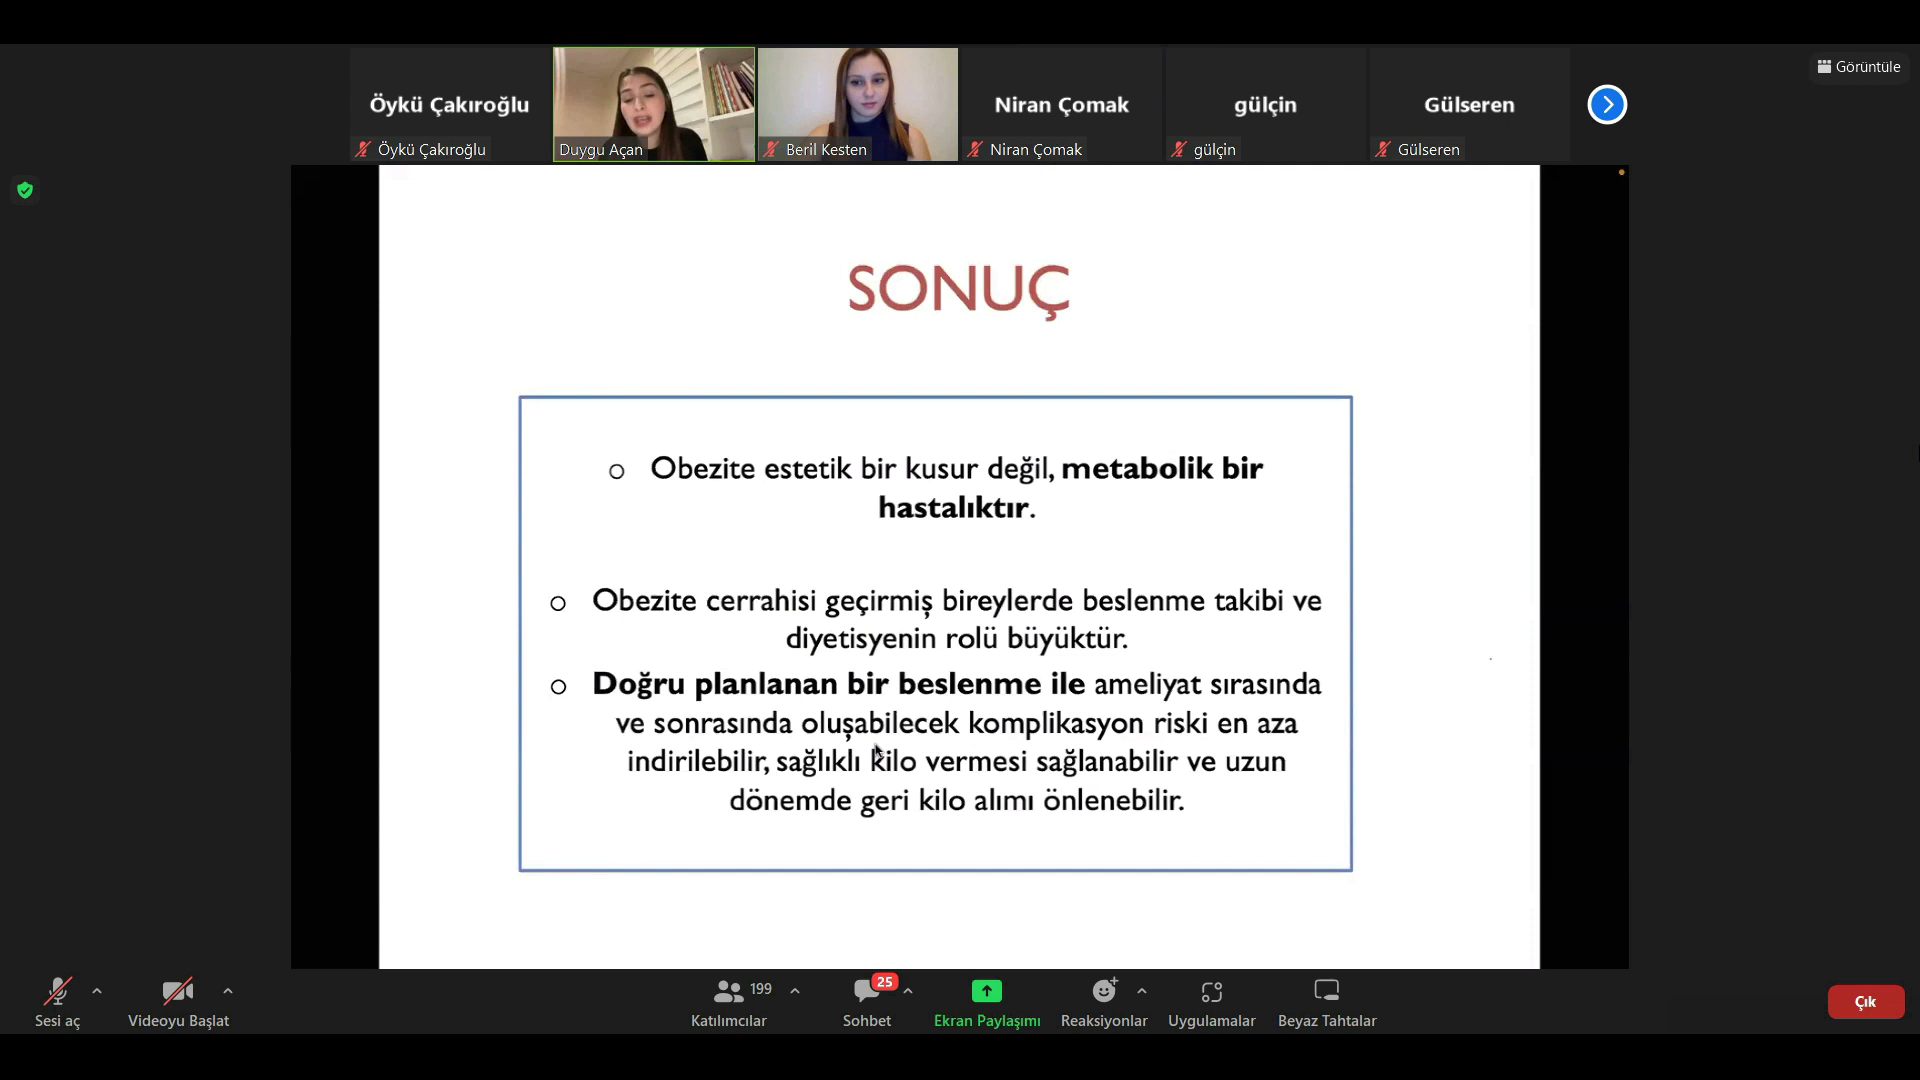 Görüntüle
Öykü Çakıroğlu
Niran Çomak
gülçin
Gülseren
Öykü Çakıroğlu
Duygu Açan
Beril Kesten
Niran Çomak
gülçin
Gülseren
SONUÇ
o Obezite estetik bir kusur değil, metabolik bir
hastalıktır.
o Obezite cerrahisi geçirmiş bireylerde beslenme takibi ve
diyetisyenin rolü büyüktür.
o Doğru planlanan bir beslenme ile ameliyat sırasında
ve sonrasında oluşabilecek komplikasyon riski en aza
indirilebilir, sağlıklı kilo vermesi sağlanabilir ve uzun
dönemde geri kilo alımı önlenebilir.
199
25
Sesi aç
Videoyu Başlat
Katılımcılar
Sohbet
Ekran Paylaşımı
Reaksiyonlar
Uygulamalar
Beyaz Tahtalar
Çık